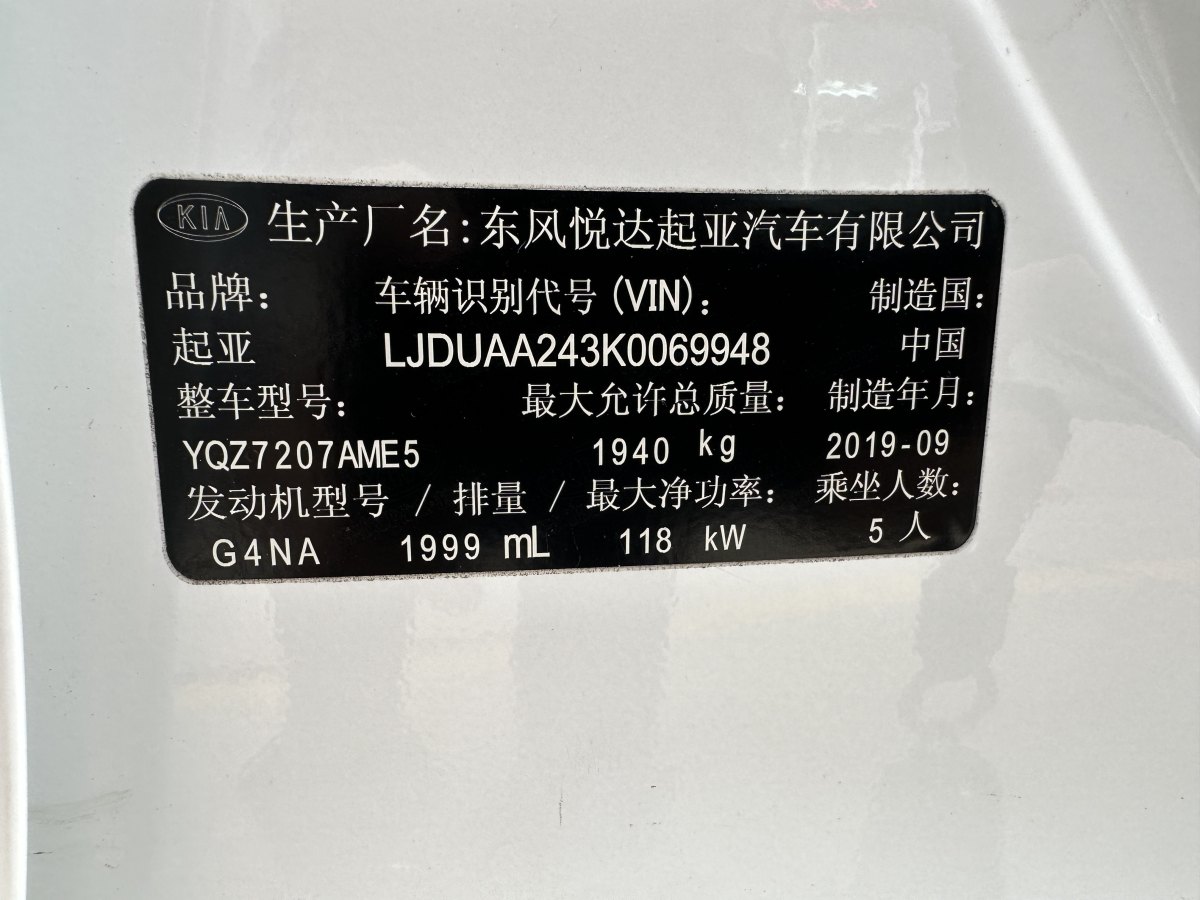 KIA 生产厂名:东风悦达起亚汽车有限公司
品牌: 车辆识别代号(VIN): 制造国:
起亚 LJDUAA243K0069948 中国
整车型号: 最大允许总质量: 制造年月:
YQZ7207AME5 1940 kg 2019-09
发动机型号 / 排量 / 最大净功率: 乘坐人数:
G4NA 1999 mL 118 kW 5 人